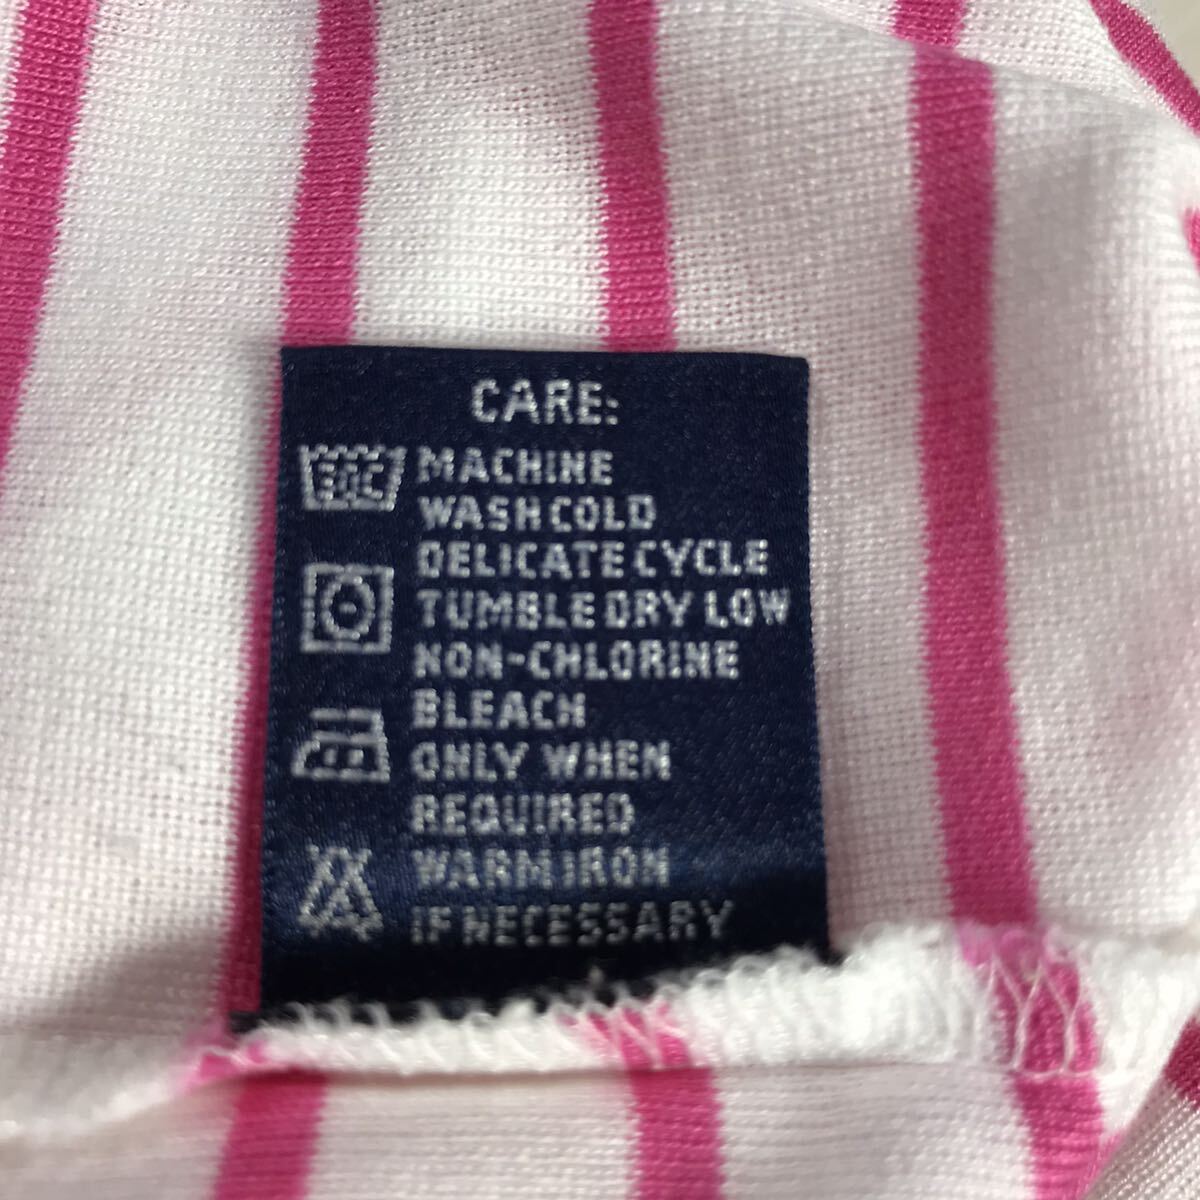 CARE:
MACHINE
WASH COLD
DELICATE CYCLE
TUMBLE DRY LOW
NON-CHLORINE
BLEACH
ONLY WHEN
REQUIRED
WARM IRON
IF NECESSARY